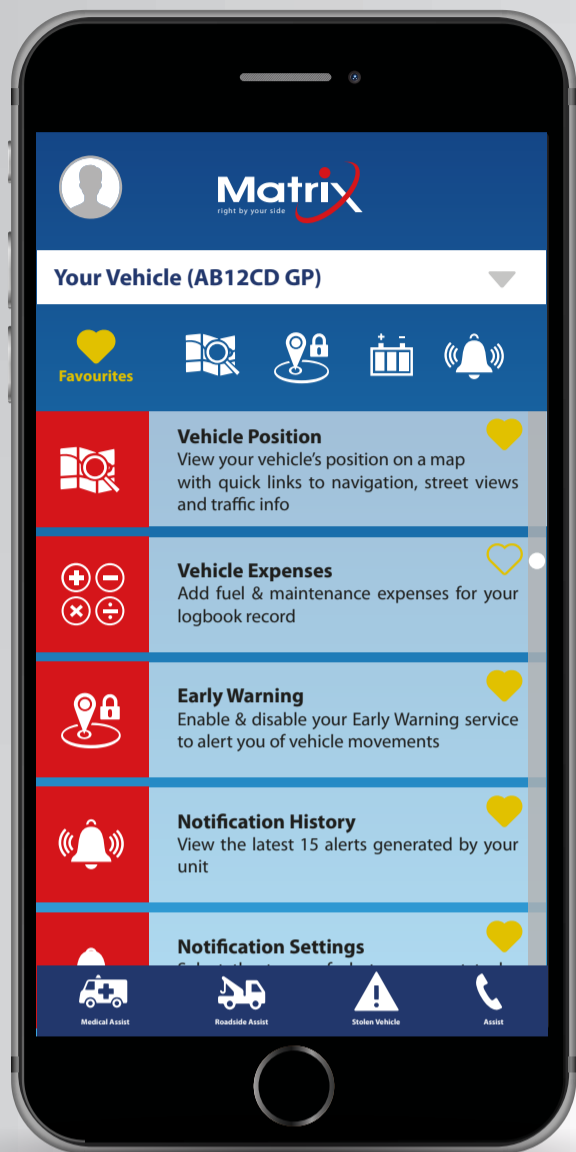 Matrix
right by your side
Your Vehicle (AB12CD GP)
Favourites
Vehicle Position
View your vehicle's position on a map
with quick links to navigation, street views
and traffic info
Vehicle Expenses
Add fuel & maintenance expenses for your
logbook record
Early Warning
Enable & disable your Early Warning service
to alert you of vehicle movements
Notification History
View the latest 15 alerts generated by your
unit
Notification Settings
Medical Assist
Roadside Assist
Stolen Vehicle
Assist